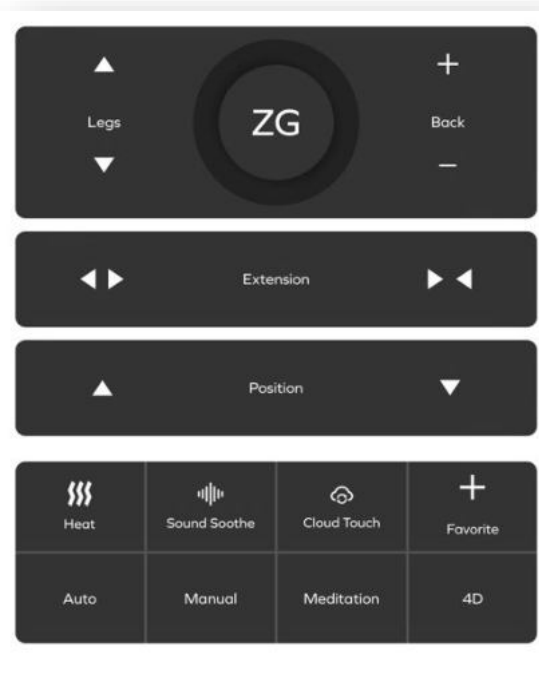 Legs
ZG
Back
Extension
Position
Heat
Sound Soothe
Cloud Touch
Favorite
Auto
Manual
Meditation
4D